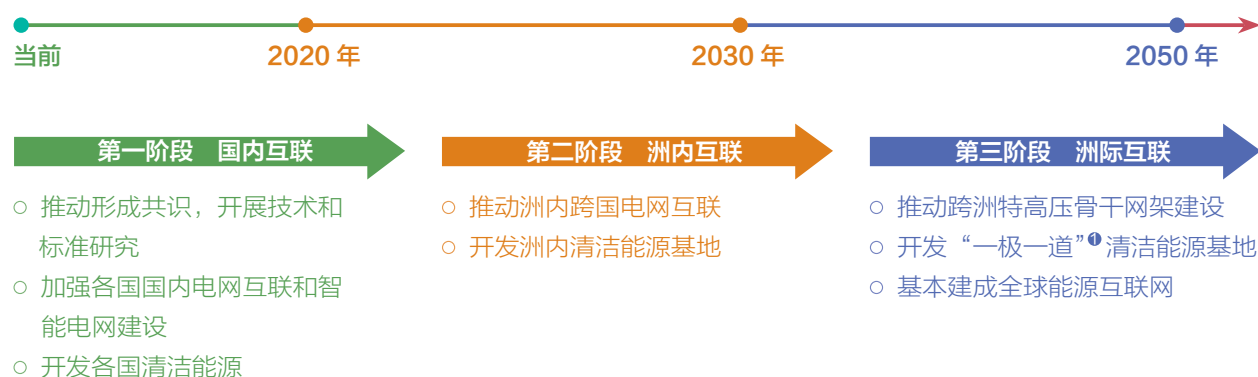 当前
2020 年
2030 年
2050 年
第一阶段 国内互联
○ 推动形成共识，开展技术和
标准研究
○ 加强各国国内电网互联和智
能电网建设
○ 开发各国清洁能源
第二阶段 洲内互联
○ 推动洲内跨国电网互联
○ 开发洲内清洁能源基地
第三阶段 洲际互联
○ 推动跨洲特高压骨干网架建设
○ 开发“一极一道”❶清洁能源基地
○ 基本建成全球能源互联网